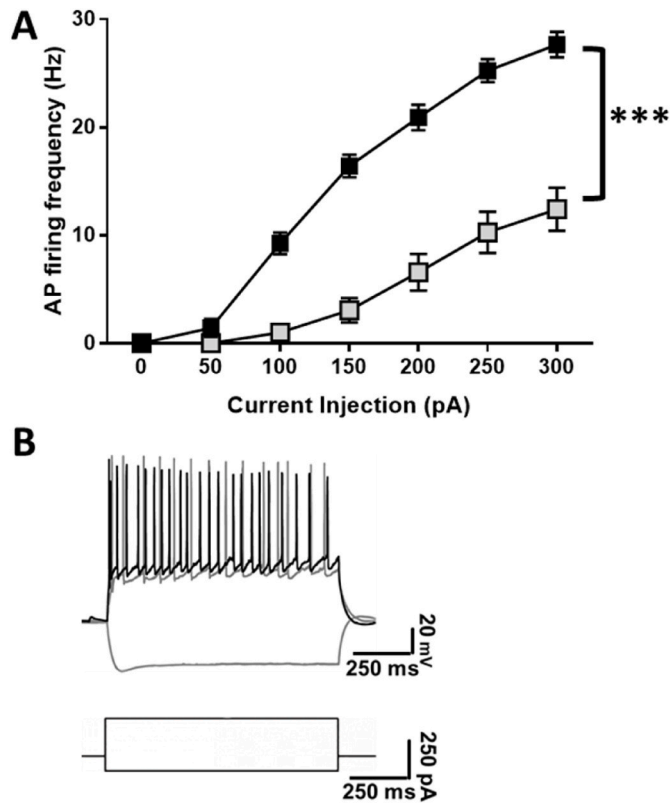 A
AP firing frequency (Hz)
30
20
10
0
0 50 100 150 200 250 300
Current Injection (pA)
***
B
20 mV
250 ms
250 pA
250 ms